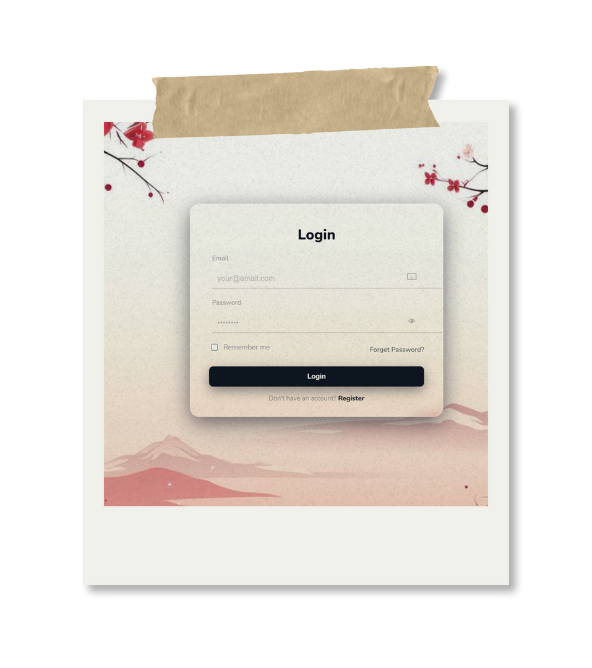 Login
Email
your@email.com
Password
Remember me
Forget Password?
Login
Don't have an account? Register